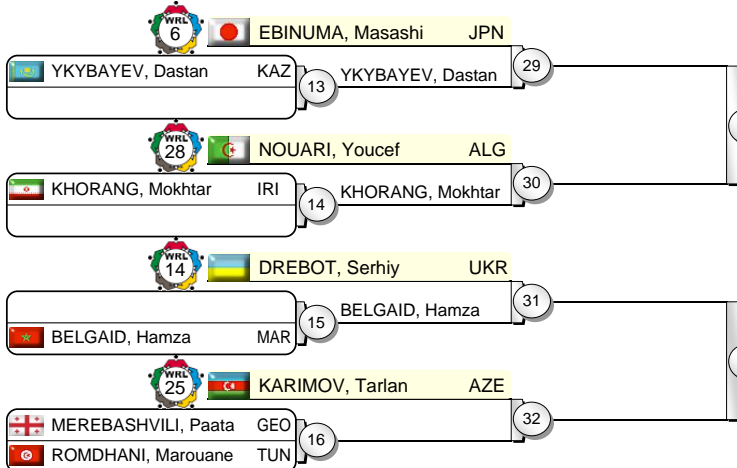 WRL
6
EBINUMA, Masashi JPN
YKYBAYEV, Dastan KAZ
13
YKYBAYEV, Dastan
29
WRL
28
NOUARI, Youcef ALG
KHORANG, Mokhtar IRI
14
KHORANG, Mokhtar
30
WRL
14
DREBOT, Serhiy UKR
15
BELGAID, Hamza
31
BELGAID, Hamza MAR
WRL
25
KARIMOV, Tarlan AZE
MEREBASHVILI, Paata GEO
16
32
ROMDHANI, Marouane TUN